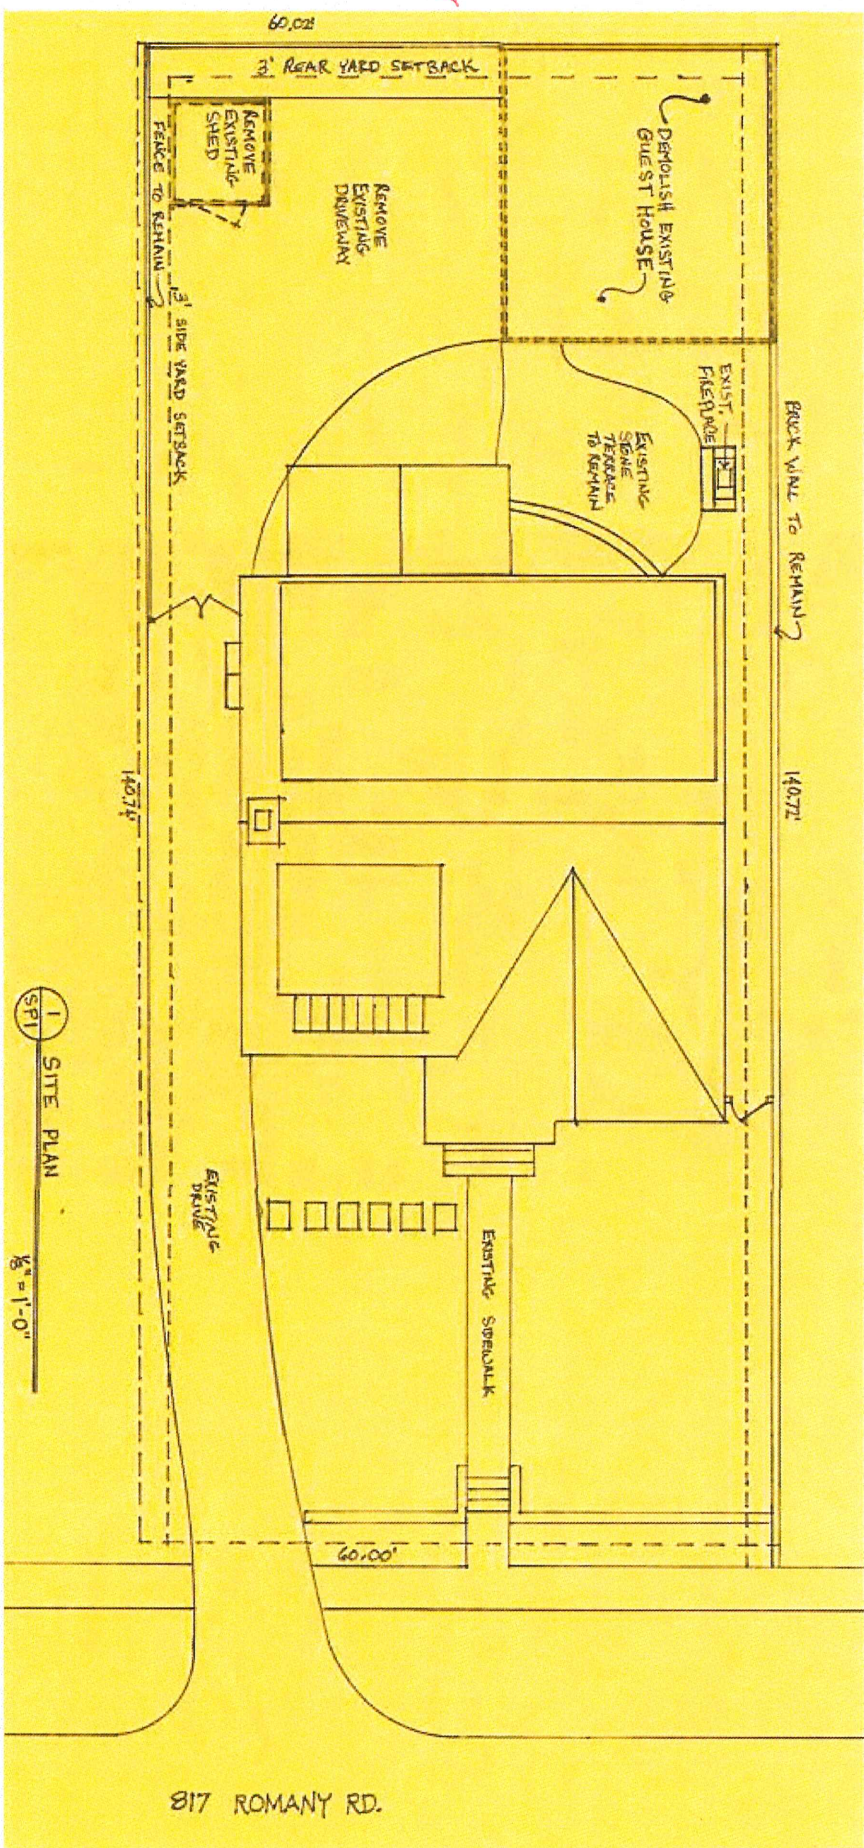 60.02'
3' REAR YARD SETBACK
REMOVE
EXISTING
SHED
FENCE TO REMAIN
3' SIDE YARD SETBACK
REMOVE
EXISTING
DRIVEWAY
DEMOLISH EXISTING
GUEST HOUSE
EXIST.
FIREPLACE
EXISTING
STONE
TERRACE
TO REMAIN
BRICK WALL TO REMAIN
140.74'
140.72'
1
SP1
SITE PLAN
1/8" = 1'-0"
EXISTING
DRIVE
EXISTING SIDEWALK
60.00'
817 ROMANY RD.